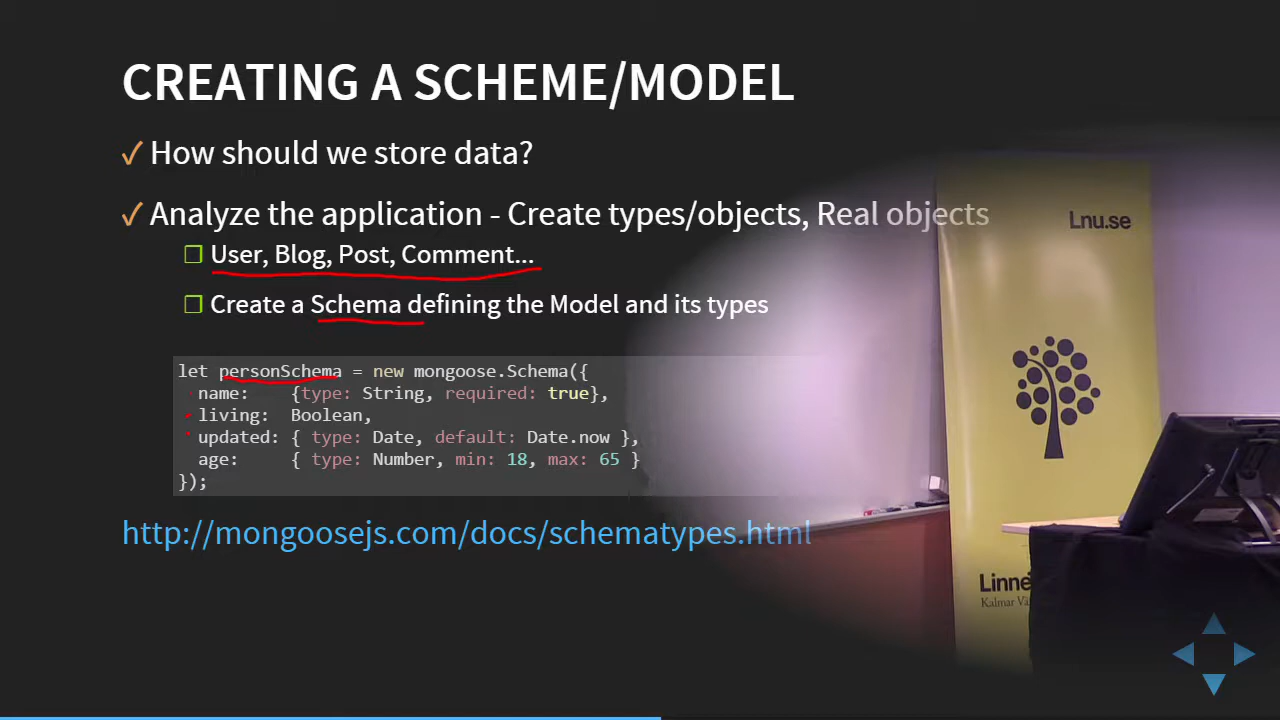 CREATING A SCHEME/MODEL
✓ How should we store data?
✓ Analyze the application - Create types/objects, Real objects
❒ User, Blog, Post, Comment...
❒ Create a Schema defining the Model and its types
let personSchema = new mongoose.Schema({
  name:    {type: String, required: true},
  living:  Boolean,
  updated: { type: Date, default: Date.now },
  age:     { type: Number, min: 18, max: 65 }
});
http://mongoosejs.com/docs/schematypes.html
Lnu.se
Linne
Kalmar Vä